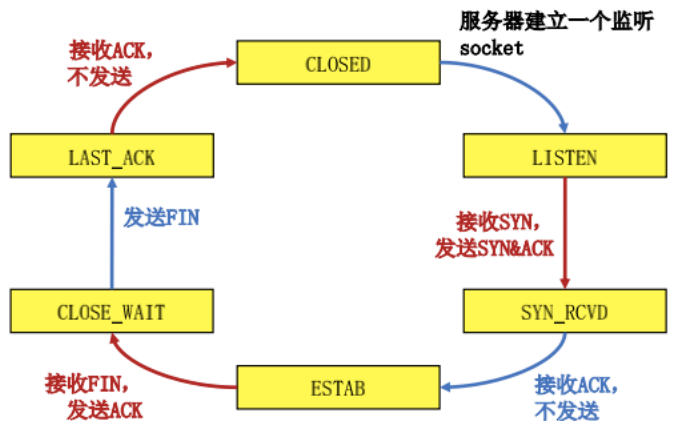 服务器建立一个监听
socket
接收ACK，
不发送
CLOSED
LAST_ACK
LISTEN
发送FIN
接收SYN，
发送SYN&ACK
CLOSE_WAIT
SYN_RCVD
接收FIN，
发送ACK
ESTAB
接收ACK，
不发送